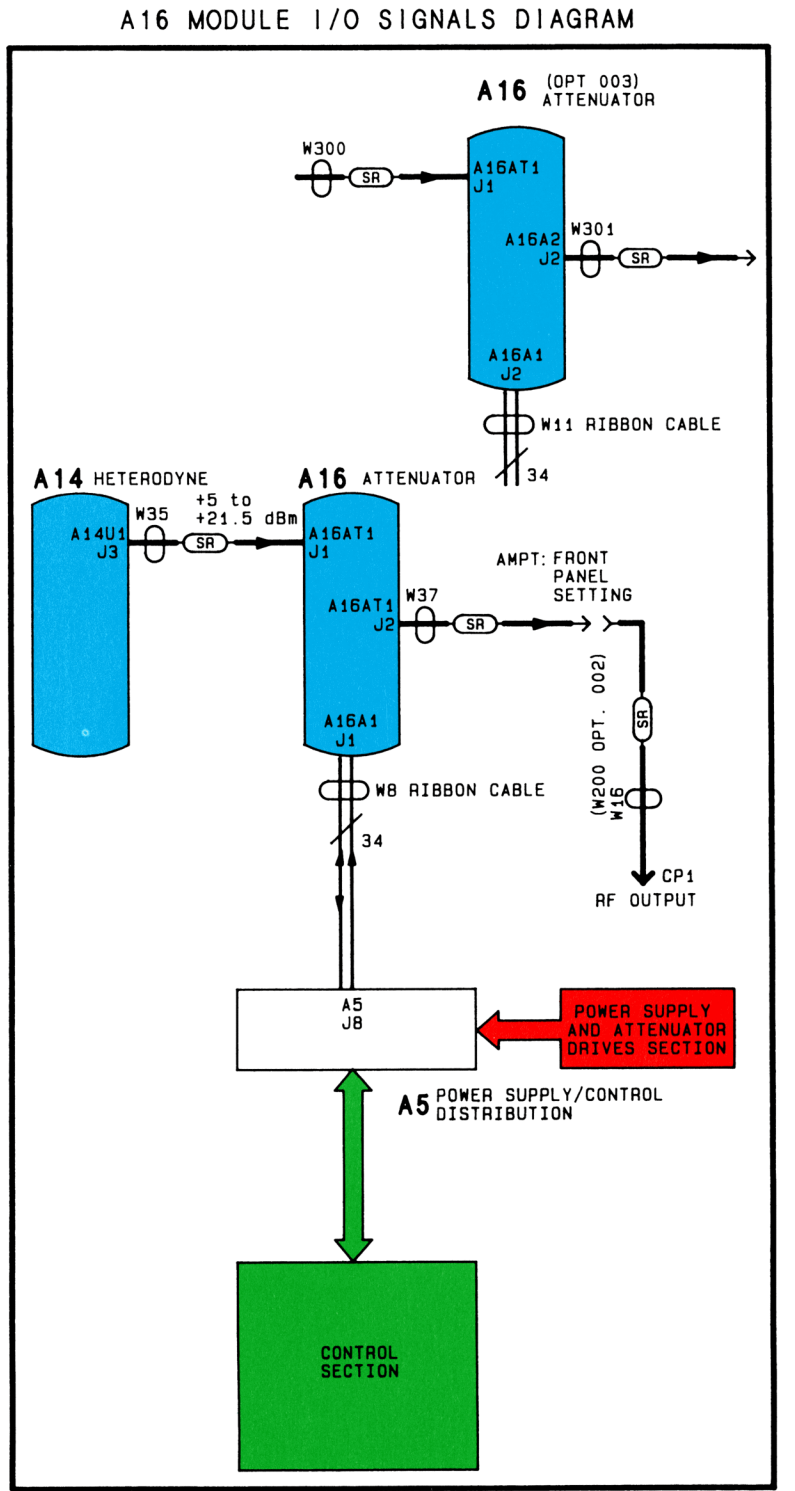 A16 MODULE I/O SIGNALS DIAGRAM
A16 (OPT 003)
ATTENUATOR
W300
SR
A16AT1
J1
A16A2
J2
W301
SR
A16A1
J2
W11 RIBBON CABLE
34
A14 HETERODYNE
A16 ATTENUATOR
A14U1
J3
W35
+5 to
+21.5 dBm
SR
A16AT1
J1
A16AT1
J2
W37
SR
AMPT: FRONT
PANEL
SETTING
SR
(W200 OPT. 002)
W16
CP1
RF OUTPUT
A16A1
J1
W8 RIBBON CABLE
34
A5
J8
POWER SUPPLY
AND ATTENUATOR
DRIVES SECTION
A5 POWER SUPPLY/CONTROL
DISTRIBUTION
CONTROL
SECTION